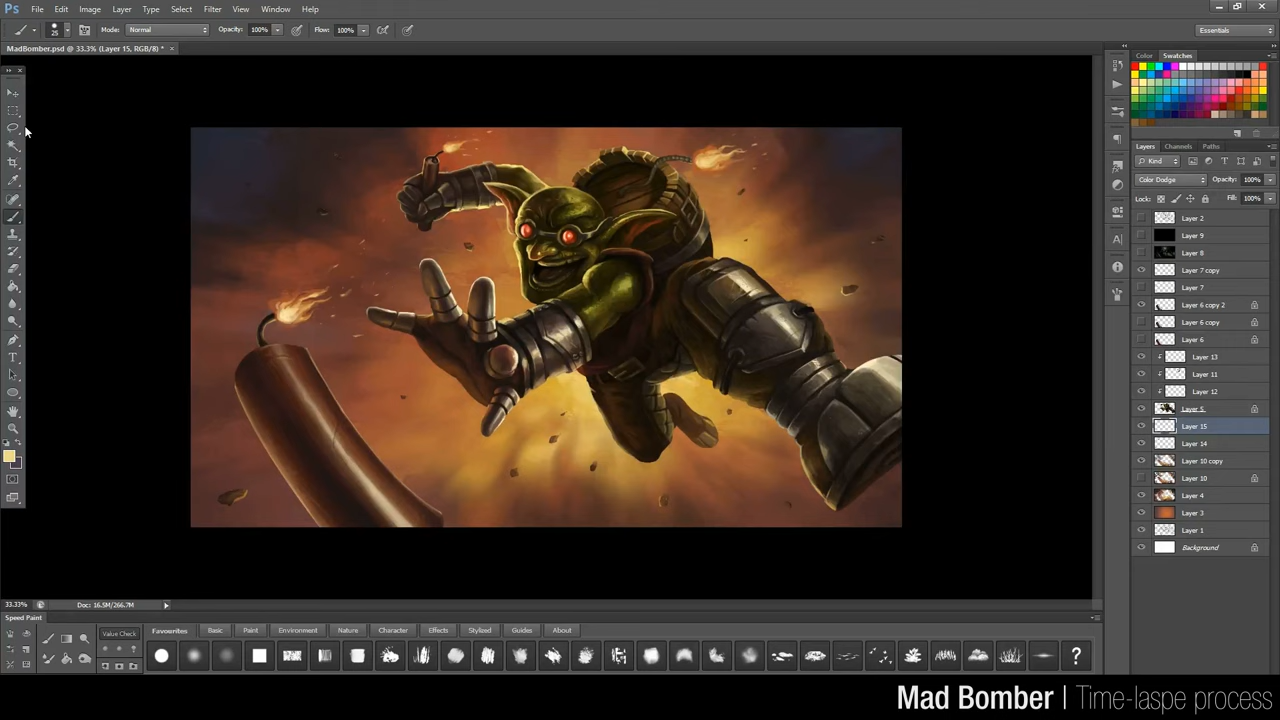 Ps File Edit Image Layer Type Select Filter View Window Help
25 Mode: Normal Opacity: 100% Flow: 100% Essentials
MadBomber.psd @ 33.3% (Layer 15, RGB/8) * ×
Color Swatches
Layers Channels Paths
Kind T
Color Dodge Opacity: 100%
Lock: Fill: 100%
Layer 2
Layer 9
Layer 8
Layer 7 copy
Layer 7
Layer 6 copy 2
Layer 6 copy
Layer 6
Layer 13
Layer 11
Layer 12
Layer 5
Layer 15
Layer 14
Layer 10 copy
Layer 10
Layer 4
Layer 3
Layer 1
Background
33.33% Doc: 16.5M/266.7M
Speed Paint
Value Check Favourites Basic Paint Environment Nature Character Effects Stylized Guides About
?
Mad Bomber | Time-laspe process